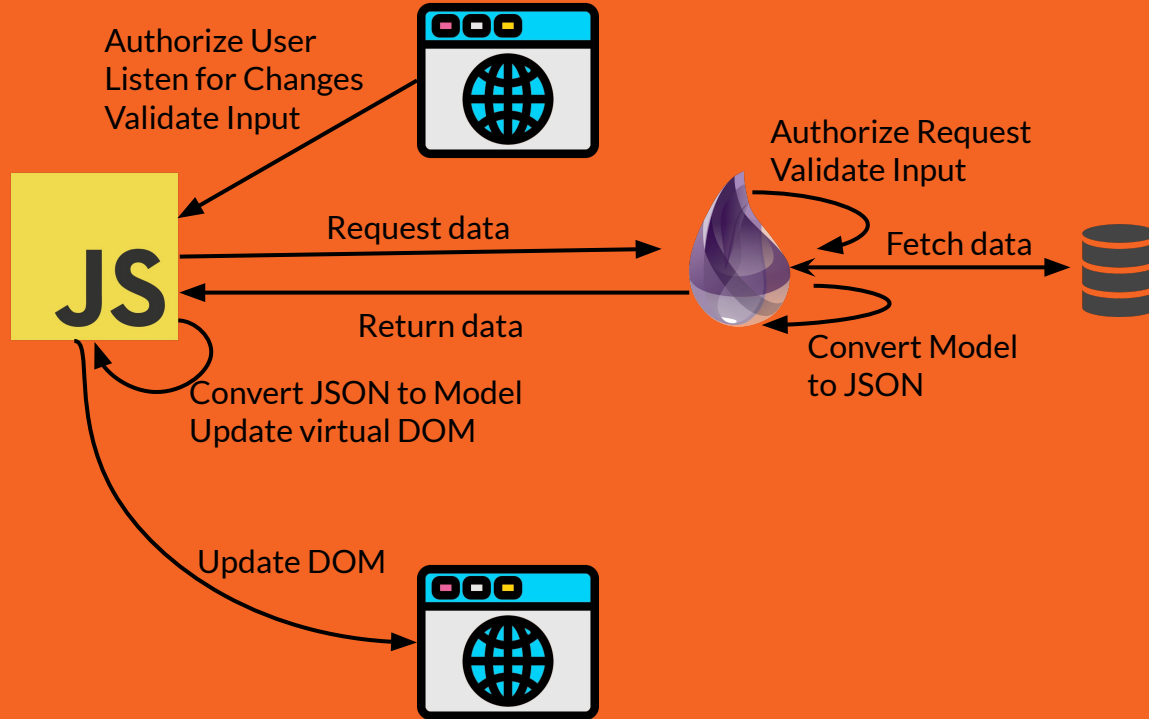 Authorize User
Listen for Changes
Validate Input
Authorize Request
Validate Input
Request data
Fetch data
JS
Return data
Convert Model
to JSON
Convert JSON to Model
Update virtual DOM
Update DOM